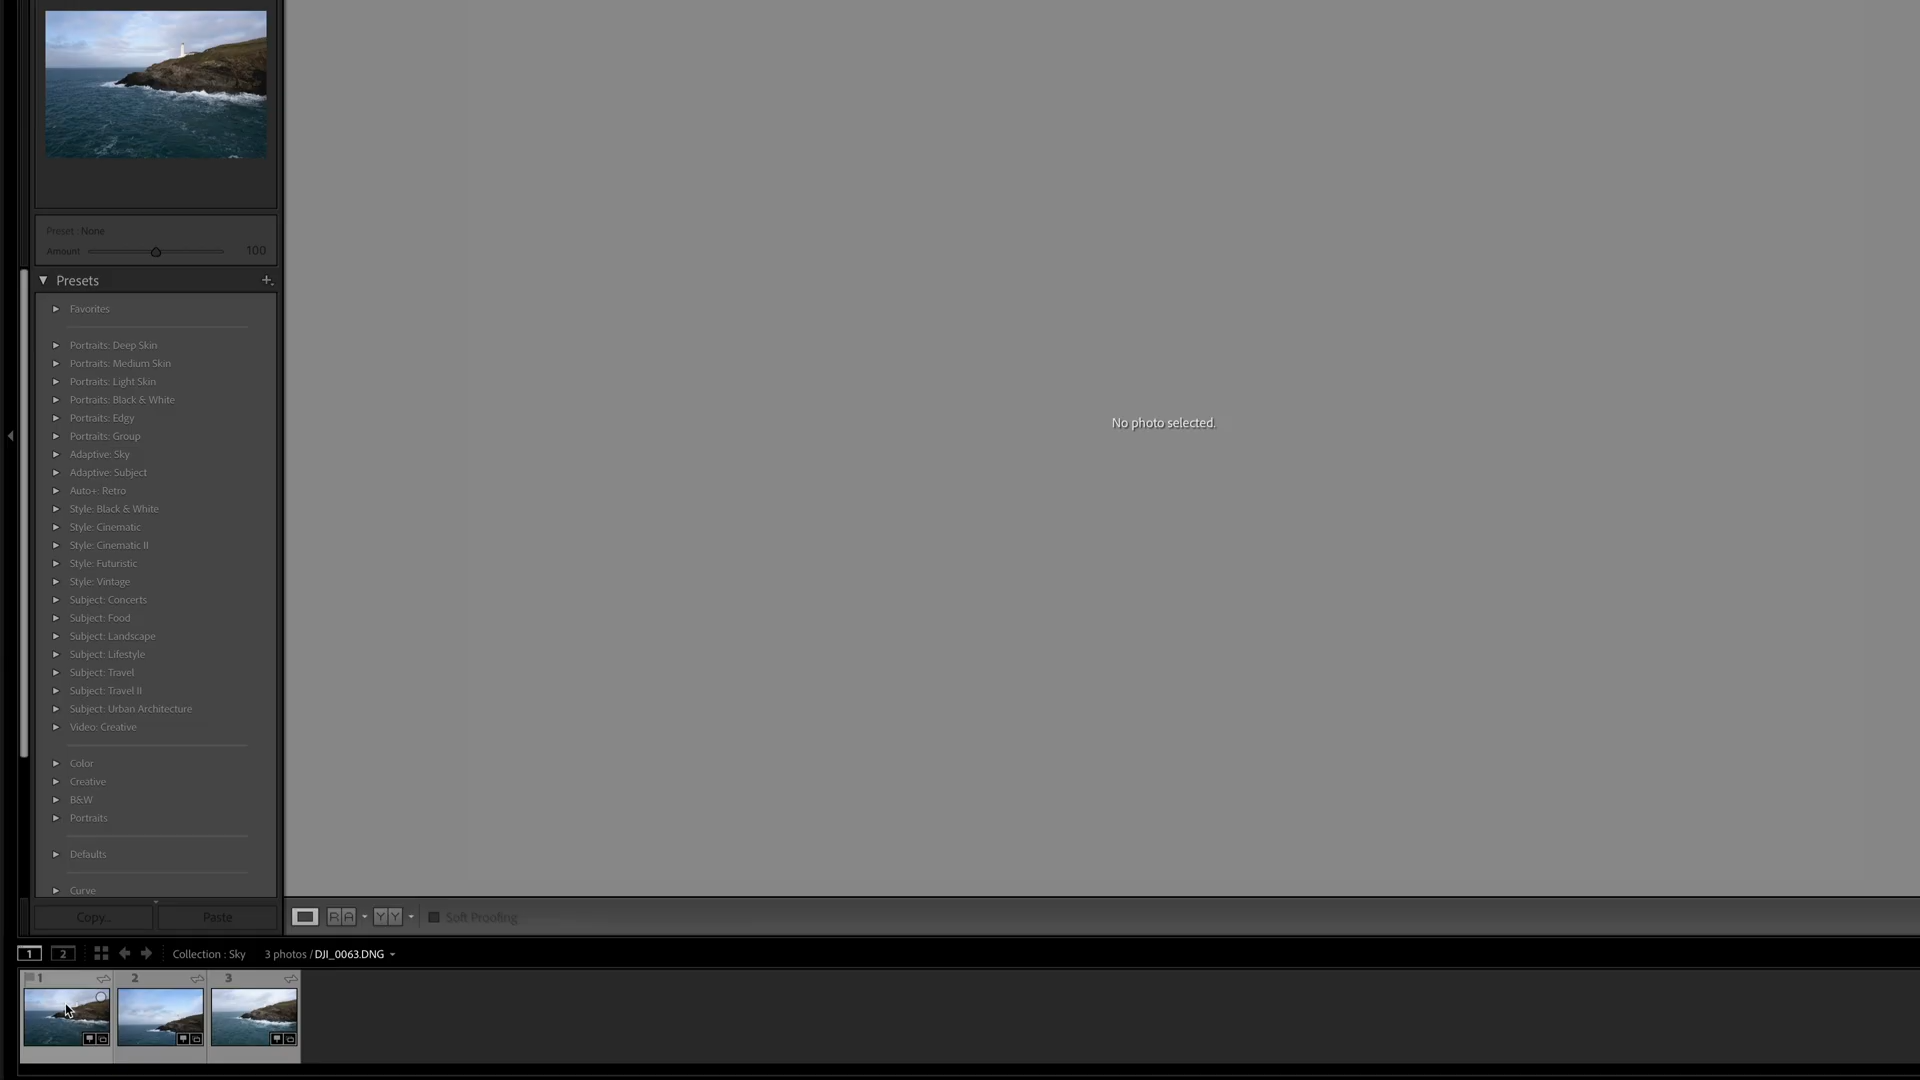 Preset : None
Amount 100
Presets
Favorites
Portraits: Deep Skin
Portraits: Medium Skin
Portraits: Light Skin
Portraits: Black & White
Portraits: Edgy
Portraits: Group
Adaptive: Sky
Adaptive: Subject
Auto+: Retro
Style: Black & White
Style: Cinematic
Style: Cinematic II
Style: Futuristic
Style: Vintage
Subject: Concerts
Subject: Food
Subject: Landscape
Subject: Lifestyle
Subject: Travel
Subject: Travel II
Subject: Urban Architecture
Video: Creative
Color
Creative
B&W
Portraits
Defaults
Curve
No photo selected.
Copy... Paste
R A Y Y Soft Proofing
1 2 Collection : Sky 3 photos / DJI_0063.DNG
1 2 3